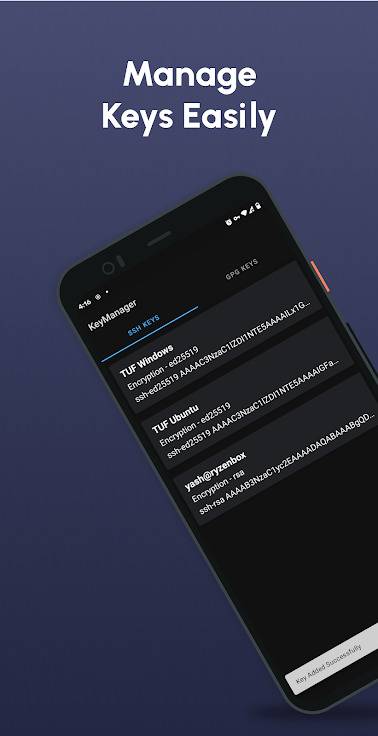 Manage
Keys Easily
4:16
KeyManager
SSH KEYS
GPG KEYS
TUF Windows
Encryption - ed25519
ssh-ed25519 AAAAC3NzaC1lZDI1NTE5AAAAILx1G...
TUF Ubuntu
Encryption - ed25519
ssh-ed25519 AAAAC3NzaC1lZDI1NTE5AAAAIGFa...
yash@ryzenbox
Encryption - rsa
ssh-rsa AAAAB3NzaC1yc2EAAAADAQABAAABgQD...
Key Added Successfully